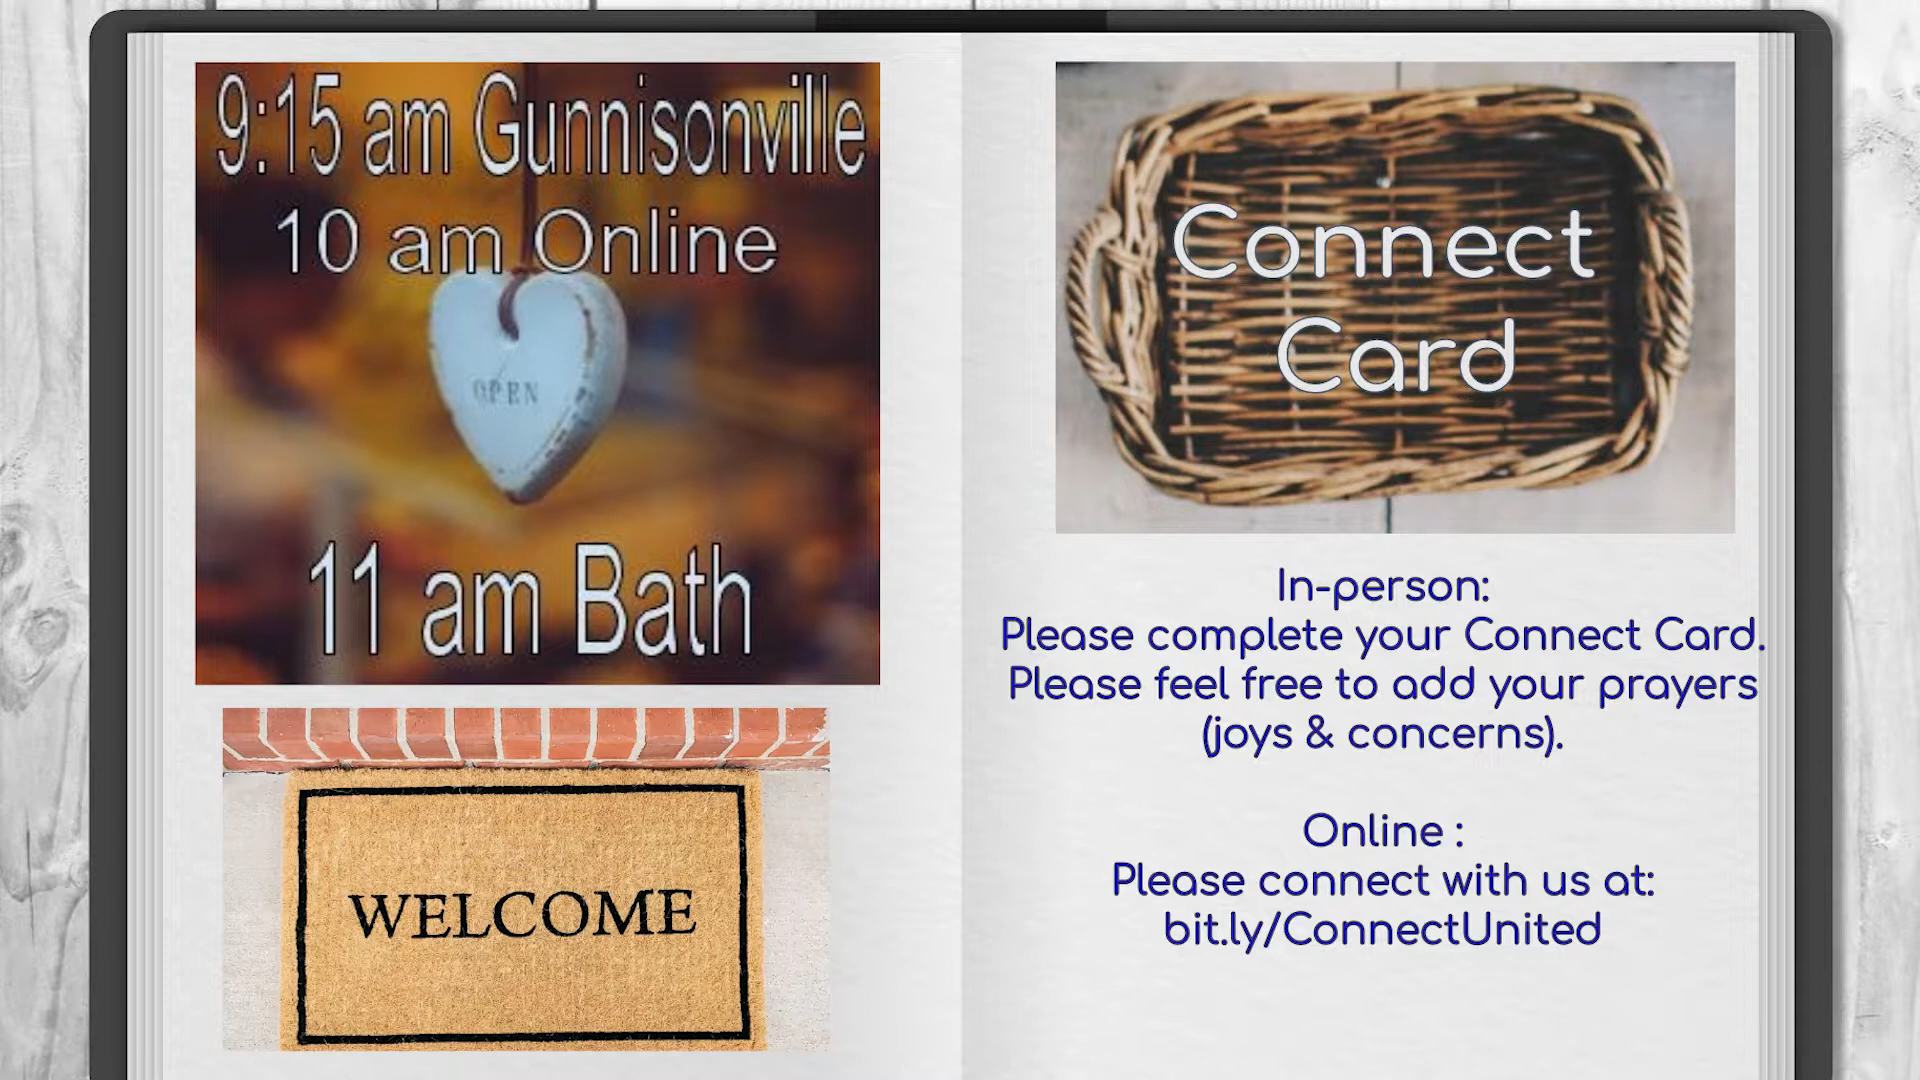 9:15 am Gunnisonville
10 am Online
OPEN
11 am Bath
WELCOME
Connect
Card
In-person:
Please complete your Connect Card.
Please feel free to add your prayers
(joys & concerns).
Online :
Please connect with us at:
bit.ly/ConnectUnited